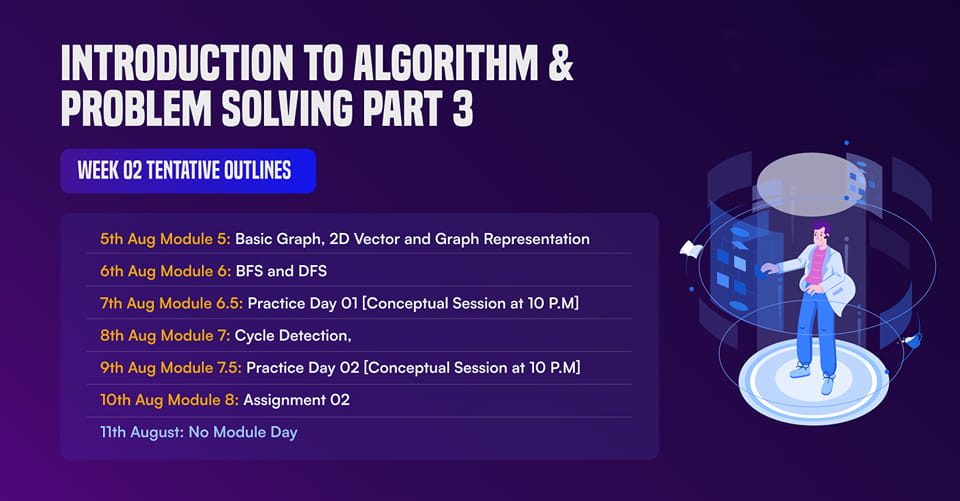 INTRODUCTION TO ALGORITHM &
PROBLEM SOLVING PART 3
WEEK 02 TENTATIVE OUTLINES
5th Aug Module 5: Basic Graph, 2D Vector and Graph Representation
6th Aug Module 6: BFS and DFS
7th Aug Module 6.5: Practice Day 01 [Conceptual Session at 10 P.M]
8th Aug Module 7: Cycle Detection,
9th Aug Module 7.5: Practice Day 02 [Conceptual Session at 10 P.M]
10th Aug Module 8: Assignment 02
11th August: No Module Day